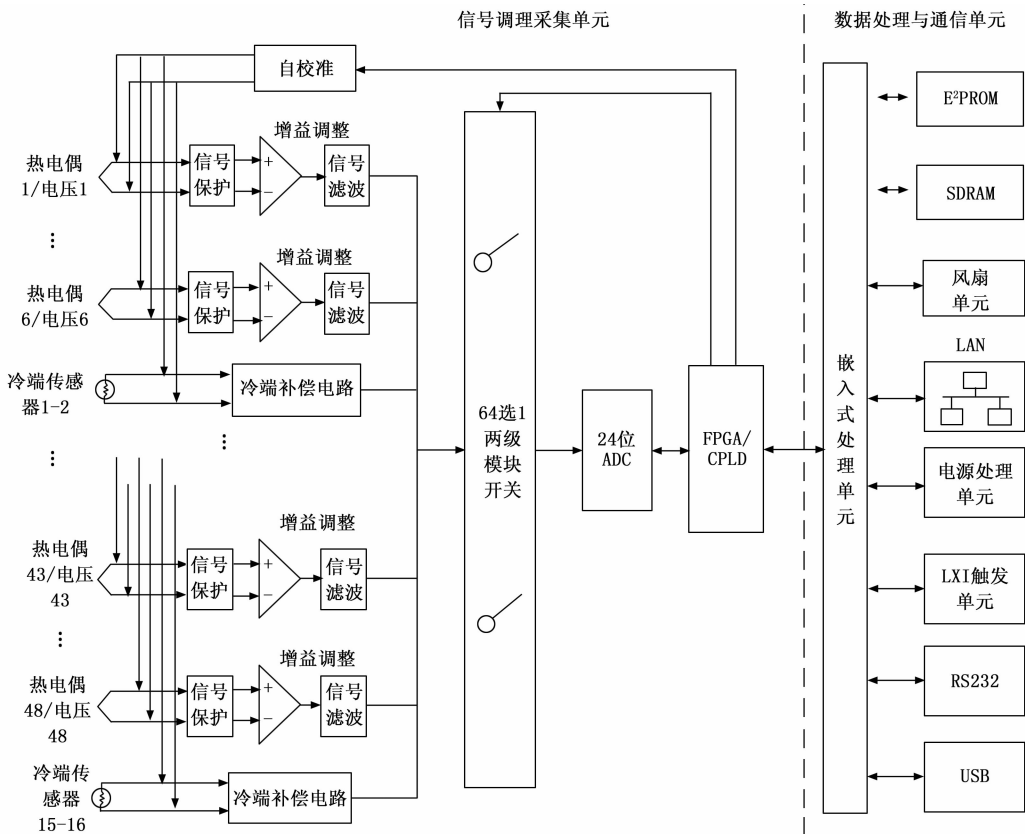 信号调理采集单元
数据处理与通信单元
自校准
E²PROM
增益调整
热电偶
1/电压1
信号
保护
+
−
信号
滤波
SDRAM
⋮
增益调整
热电偶
6/电压6
信号
保护
+
−
信号
滤波
风扇
单元
LAN
冷端传感
器1-2
冷端补偿电路
⋮
…
64选1
两级
模块
开关
24位
ADC
FPGA/
CPLD
嵌
入
式
处
理
单
元
电源处理
单元
增益调整
热电偶
43/电压
43
信号
保护
+
−
信号
滤波
LXI触发
单元
⋮
增益调整
热电偶
48/电压
48
信号
保护
+
−
信号
滤波
RS232
冷端传
感器
15-16
冷端补偿电路
USB